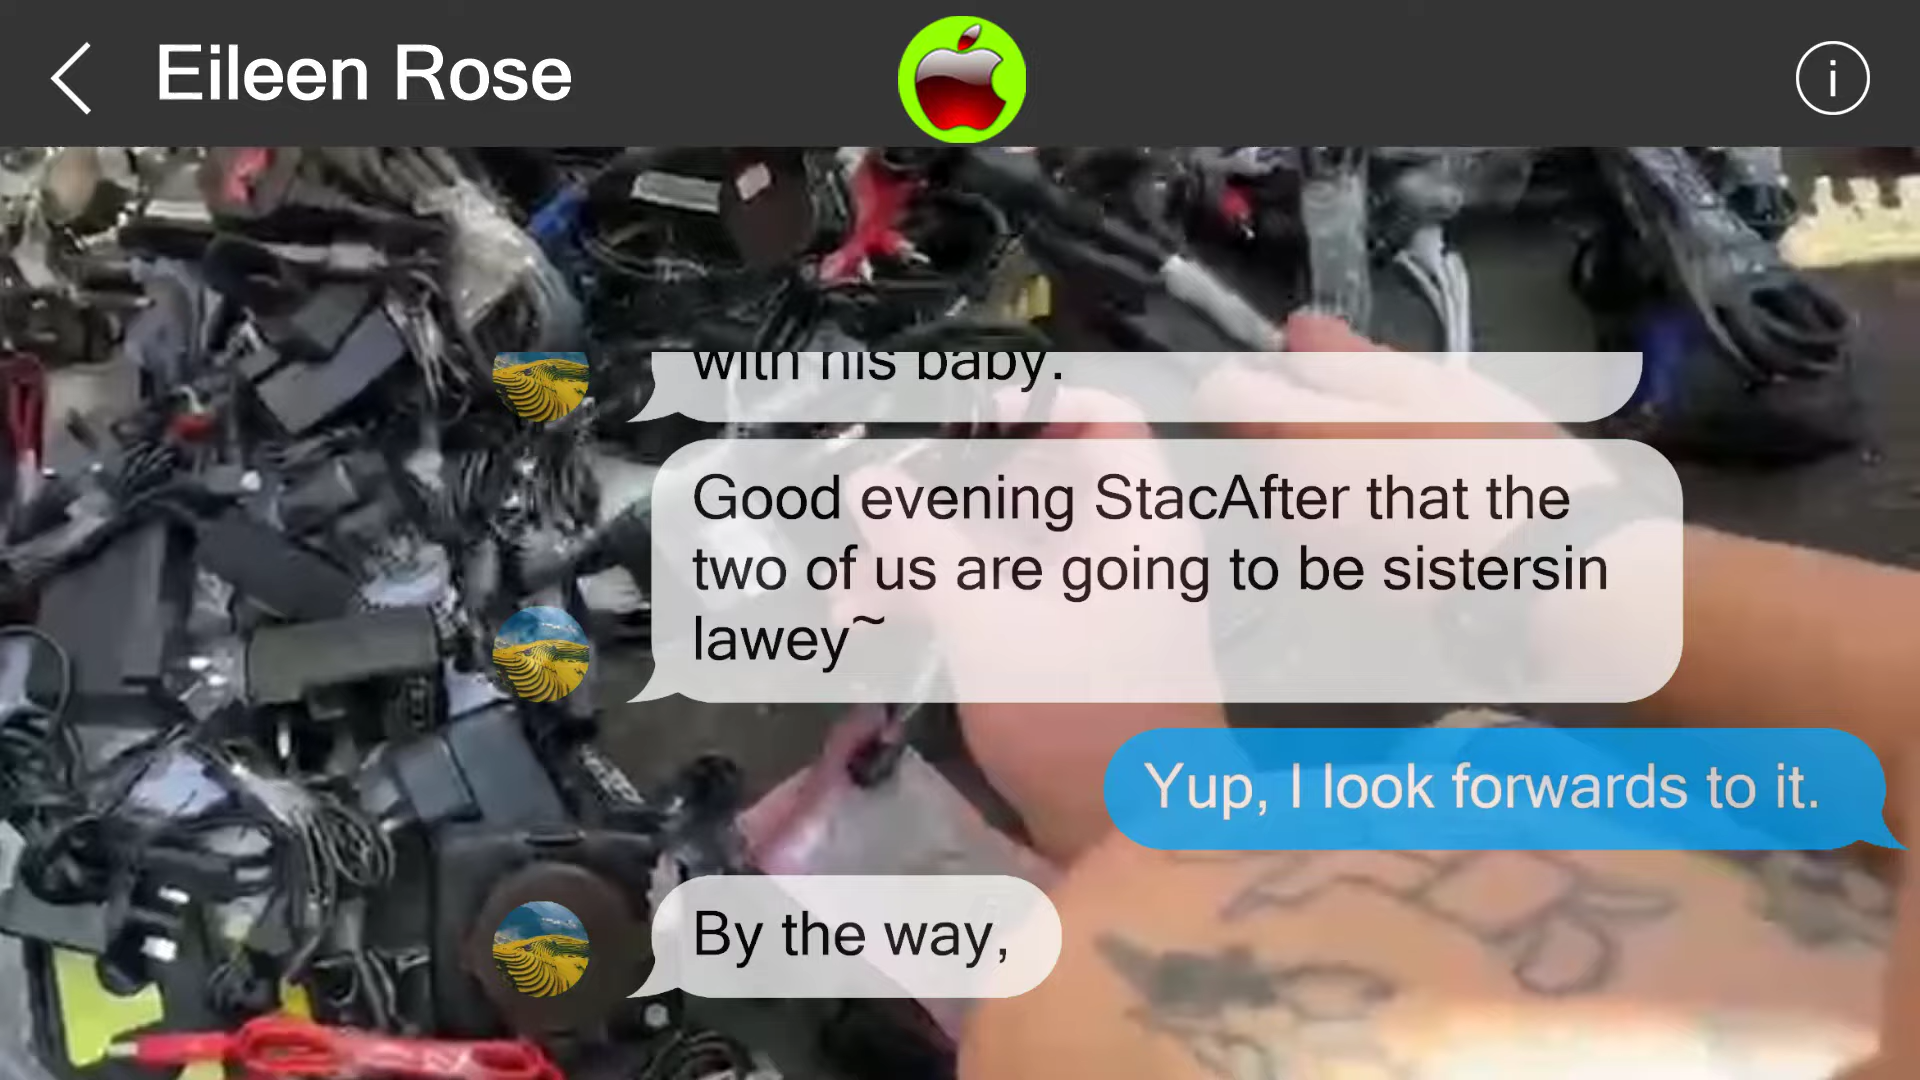 Eileen Rose
with his baby.
Good evening StacAfter that the
two of us are going to be sistersin
lawey~
Yup, I look forwards to it.
By the way,